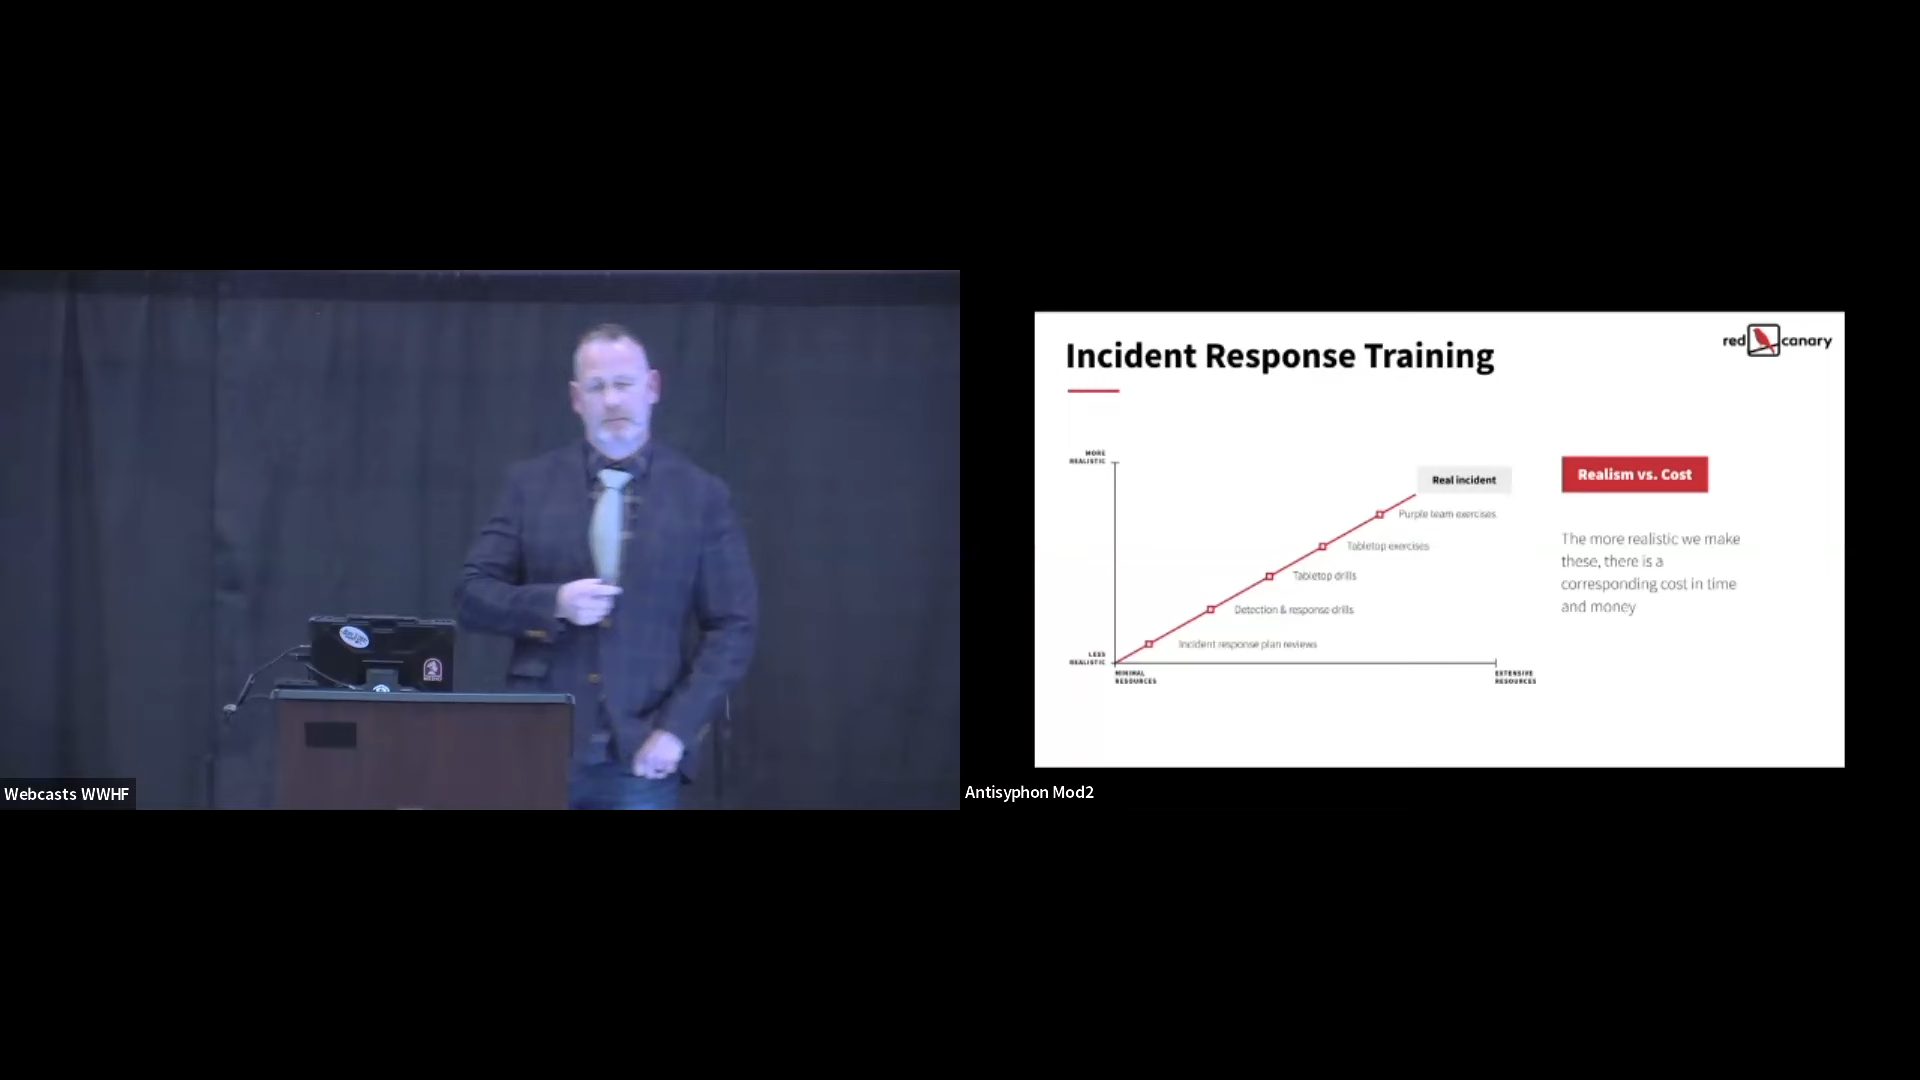 Incident Response Training
red canary
MORE
REALISTIC
Real incident
Purple team exercises
Tabletop exercises
Tabletop drills
Detection & response drills
Incident response plan reviews
LESS
REALISTIC
MINIMAL
RESOURCES
EXTENSIVE
RESOURCES
Realism vs. Cost
The more realistic we make
these, there is a
corresponding cost in time
and money
Webcasts WWHF
Antisyphon Mod2